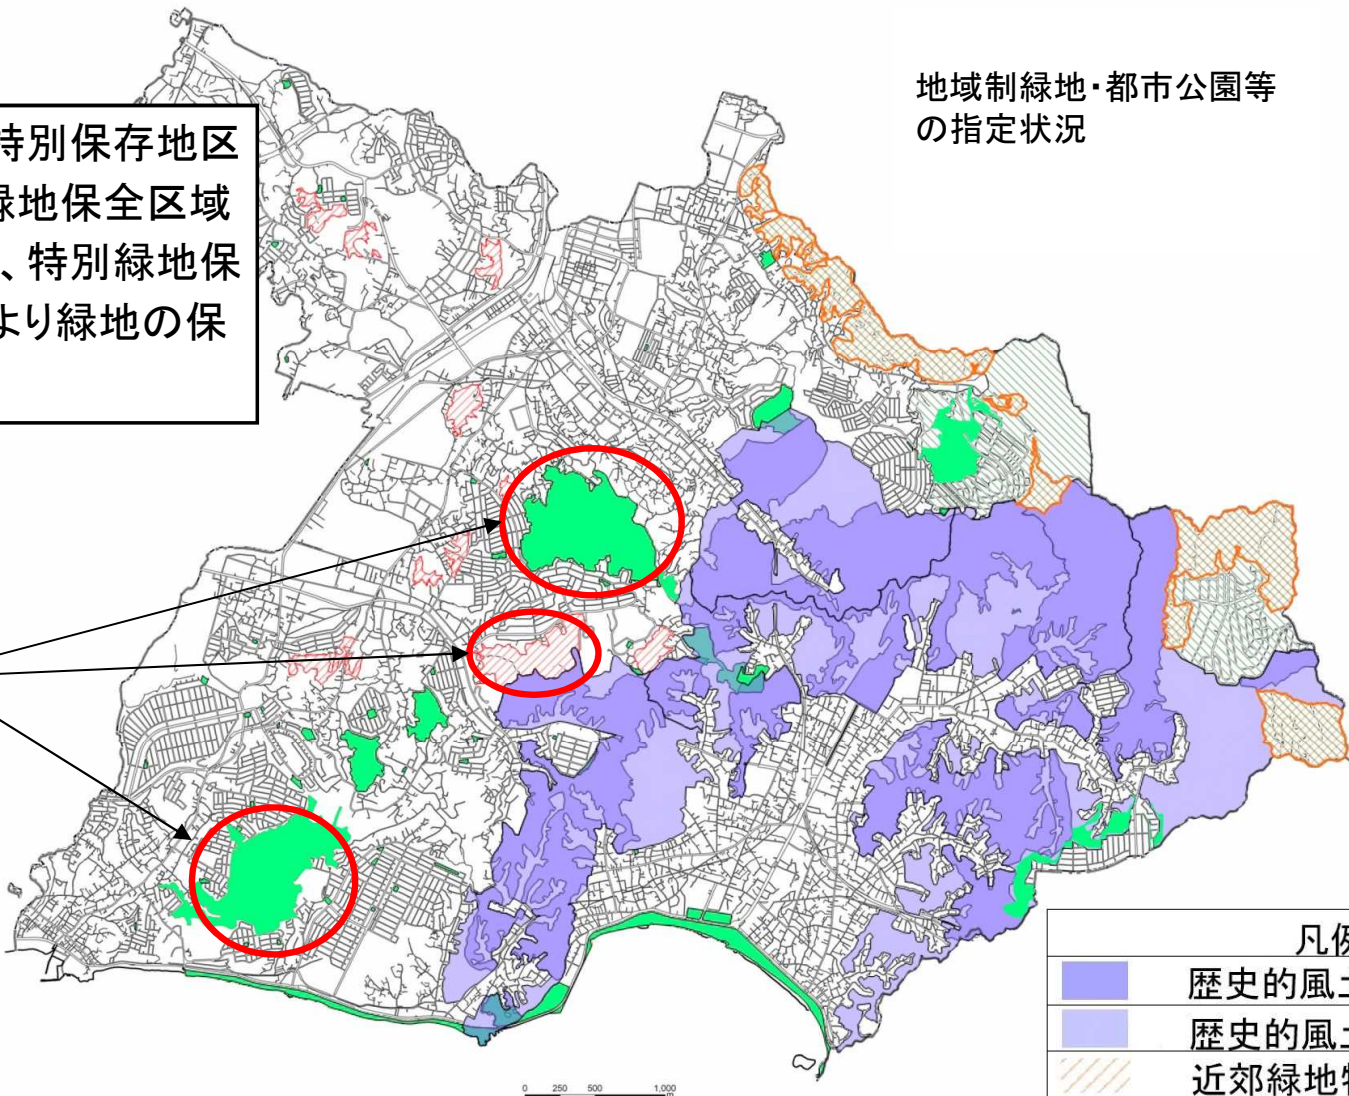 地域制緑地・都市公園等
の指定状況
特別保存地区
緑地保全区域
、特別緑地保
より緑地の保
0 250 500 1,000
m
凡例
歴史的風土
歴史的風土
近郊緑地特